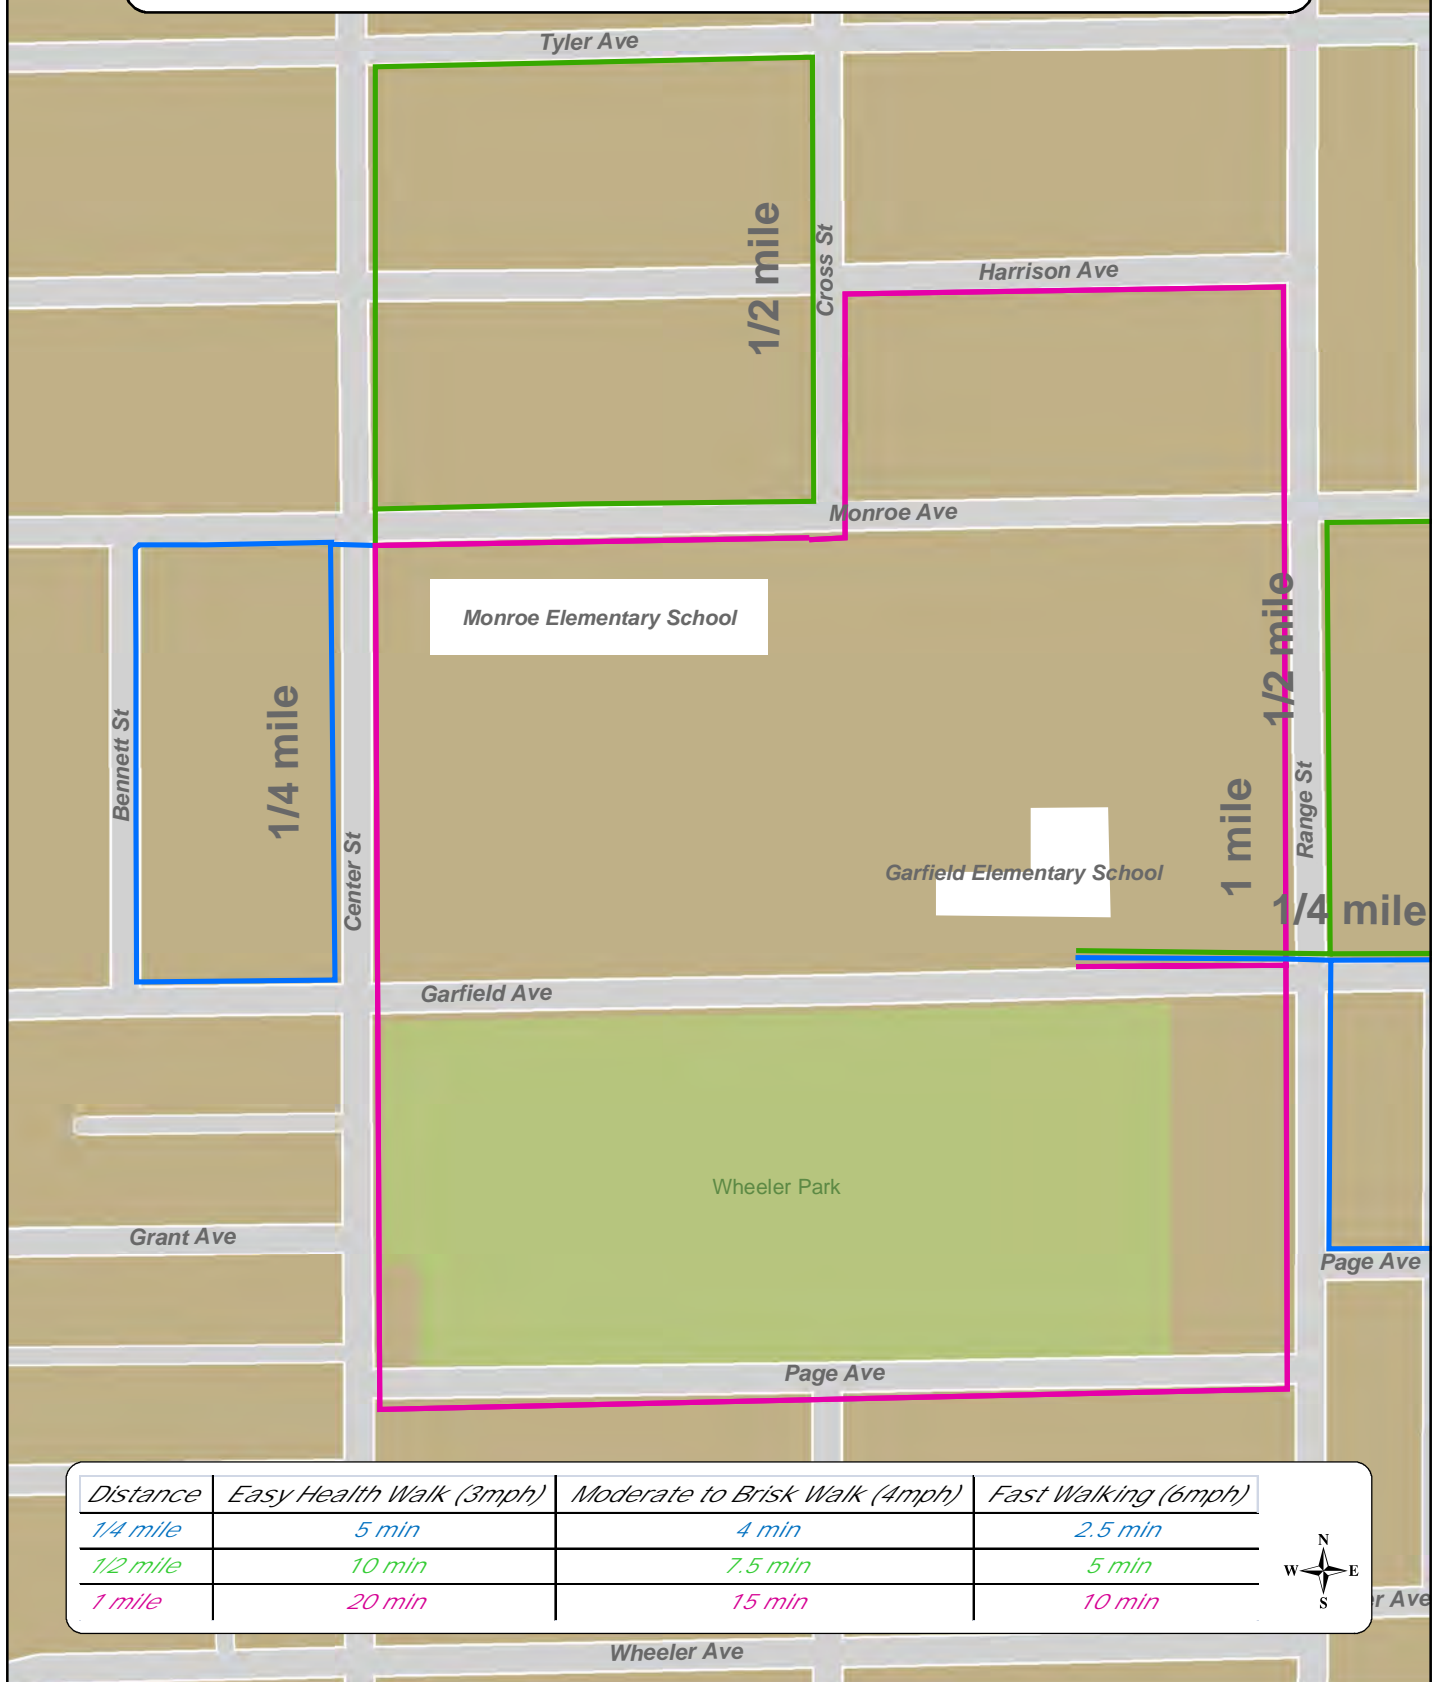 Tyler Ave
1/2 mile
Cross St
Harrison Ave
Monroe Ave
Monroe Elementary School
1/2 mile
Bennett St
1/4 mile
Center St
Range St
1 mile
Garfield Elementary School
1/4 mile
Garfield Ave
Wheeler Park
Grant Ave
Page Ave
Page Ave
Distance Easy Health Walk (3mph) Moderate to Brisk Walk (4mph) Fast Walking (6mph)
1/4 mile 5 min 4 min 2.5 min
1/2 mile 10 min 7.5 min 5 min
1 mile 20 min 15 min 10 min
N
W E
S
r Ave
Wheeler Ave